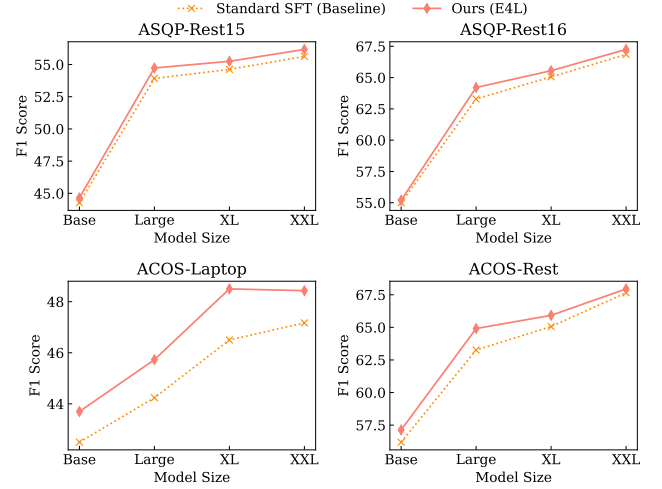 Standard SFT (Baseline) Ours (E4L)
ASQP-Rest15
55.0
52.5
50.0
47.5
45.0
F1 Score
Base Large XL XXL
Model Size
ASQP-Rest16
67.5
65.0
62.5
60.0
57.5
55.0
F1 Score
Base Large XL XXL
Model Size
ACOS-Laptop
48
46
44
F1 Score
Base Large XL XXL
Model Size
ACOS-Rest
67.5
65.0
62.5
60.0
57.5
F1 Score
Base Large XL XXL
Model Size